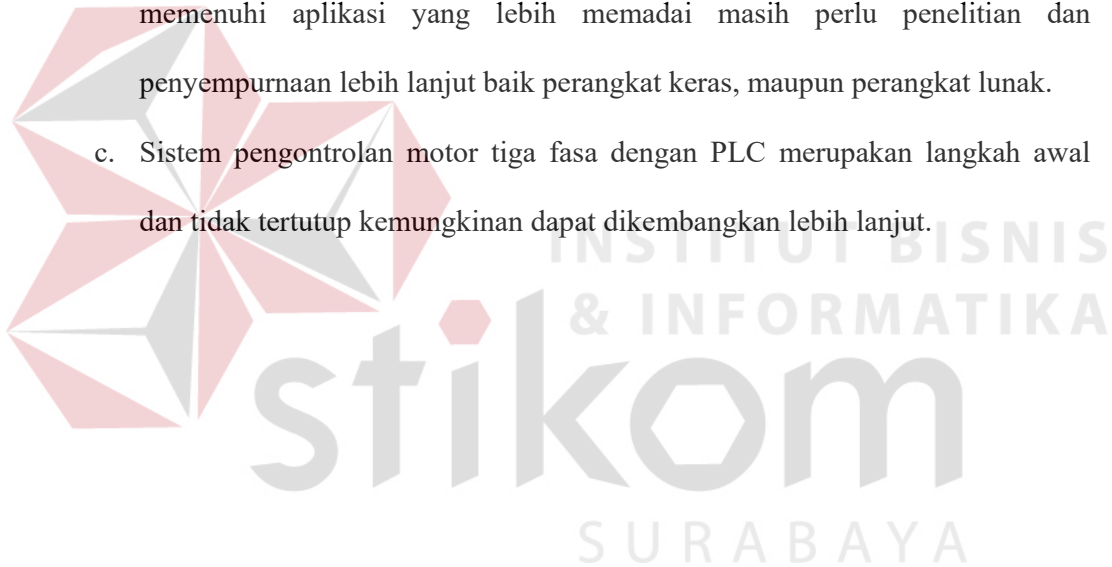 memenuhi aplikasi yang lebih memadai masih perlu penelitian dan
penyempurnaan lebih lanjut baik perangkat keras, maupun perangkat lunak.
c. Sistem pengontrolan motor tiga fasa dengan PLC merupakan langkah awal
dan tidak tertutup kemungkinan dapat dikembangkan lebih lanjut.
INSTITUT BISNIS
& INFORMATIKA
stikom
SURABAYA